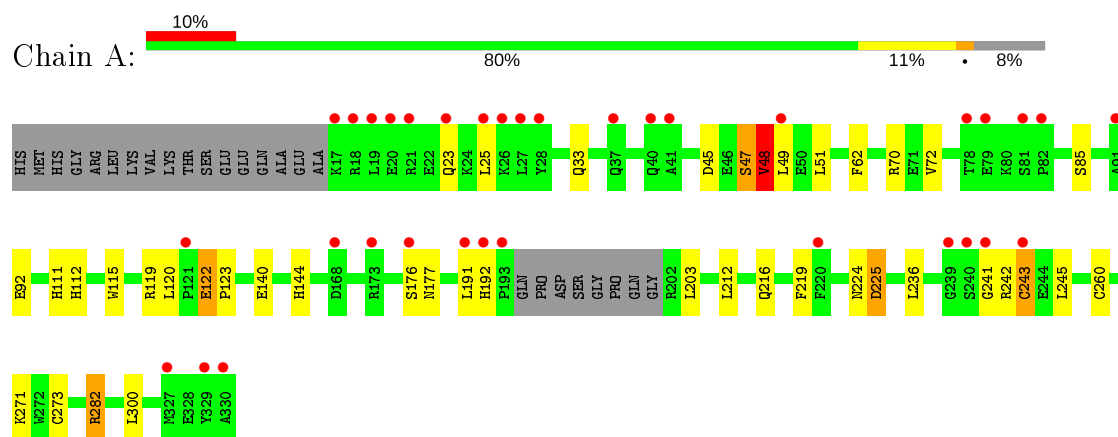 10%
Chain A:
80% 11% • 8%
HIS MET HIS GLY ARG LEU LYS VAL LYS THR SER GLU GLU GLN ALA GLU ALA K17 R18 L19 E20 R21 E22 Q23 K24 L25 K26 L27 Y28 Q33 Q37 Q40 A41 D45 E46 S47 V48 L49 E50 L51 F62 R70 E71 V72 T78 E79 K80 S81 P82 S85 A91
E92 H111 H112 W115 R119 L120 P121 E122 P123 E140 H144 D168 R173 S176 N177 L191 H192 P193 GLN PRO ASP SER GLY PRO GLN GLY R202 L203 L212 Q216 F219 F220 N224 D225 L236 G239 S240 G241 R242 C243 E244 L245 C260
K271 W272 C273 R282 L300 M327 E328 Y329 A330